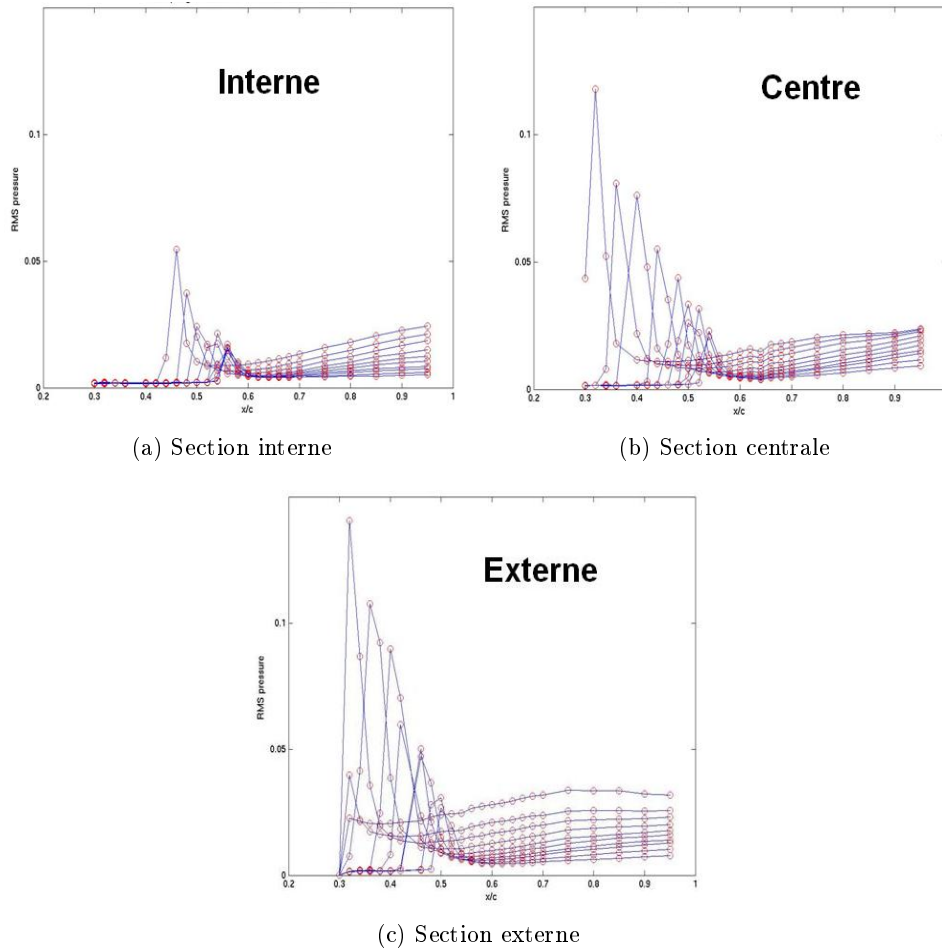 Interne
0.1
RMS pressure
0.05
0
0.2 0.3 0.4 0.5 0.6 0.7 0.8 0.9 1
x/c
(a) Section interne
Centre
0.1
RMS pressure
0.05
0
0.2 0.3 0.4 0.5 0.6 0.7 0.8 0.9
x/c
(b) Section centrale
Externe
0.1
RMS pressure
0.05
0
0.2 0.3 0.4 0.5 0.6 0.7 0.8 0.9 1
x/c
(c) Section externe